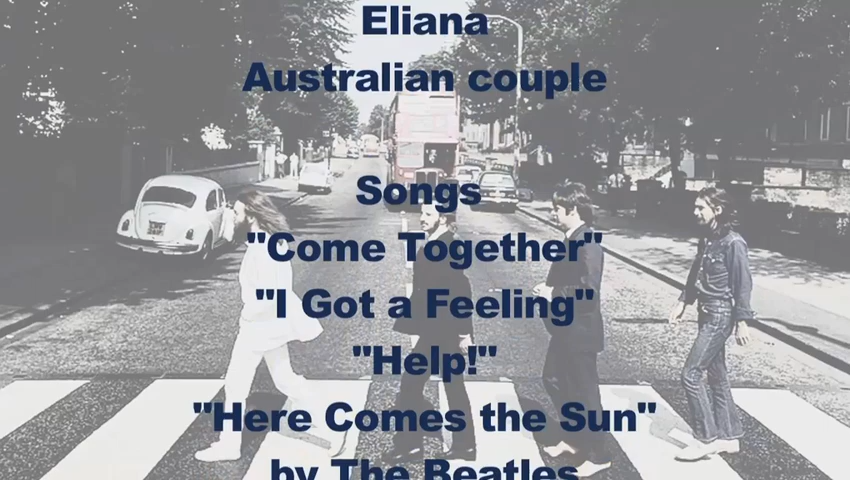 Eliana
Australian couple
Songs
"Come Together"
"I Got a Feeling"
"Help!"
"Here Comes the Sun"
by The Beatles